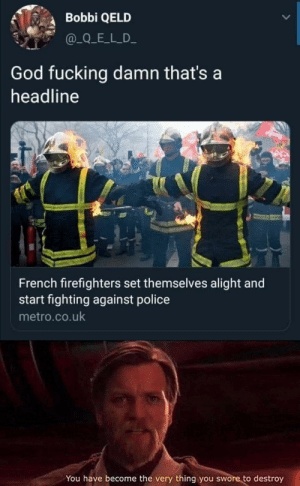 Bobbi QELD
@_Q_E_L_D_
God fucking damn that's a
headline
French firefighters set themselves alight and
start fighting against police
metro.co.uk
You have become the very thing you swore to destroy